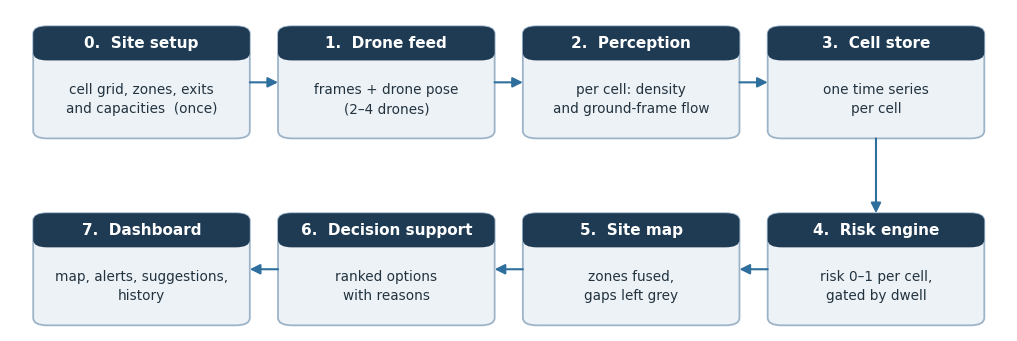 0. Site setup
cell grid, zones, exits
and capacities (once)
1. Drone feed
frames + drone pose
(2–4 drones)
2. Perception
per cell: density
and ground-frame flow
3. Cell store
one time series
per cell
4. Risk engine
risk 0–1 per cell,
gated by dwell
5. Site map
zones fused,
gaps left grey
6. Decision support
ranked options
with reasons
7. Dashboard
map, alerts, suggestions,
history